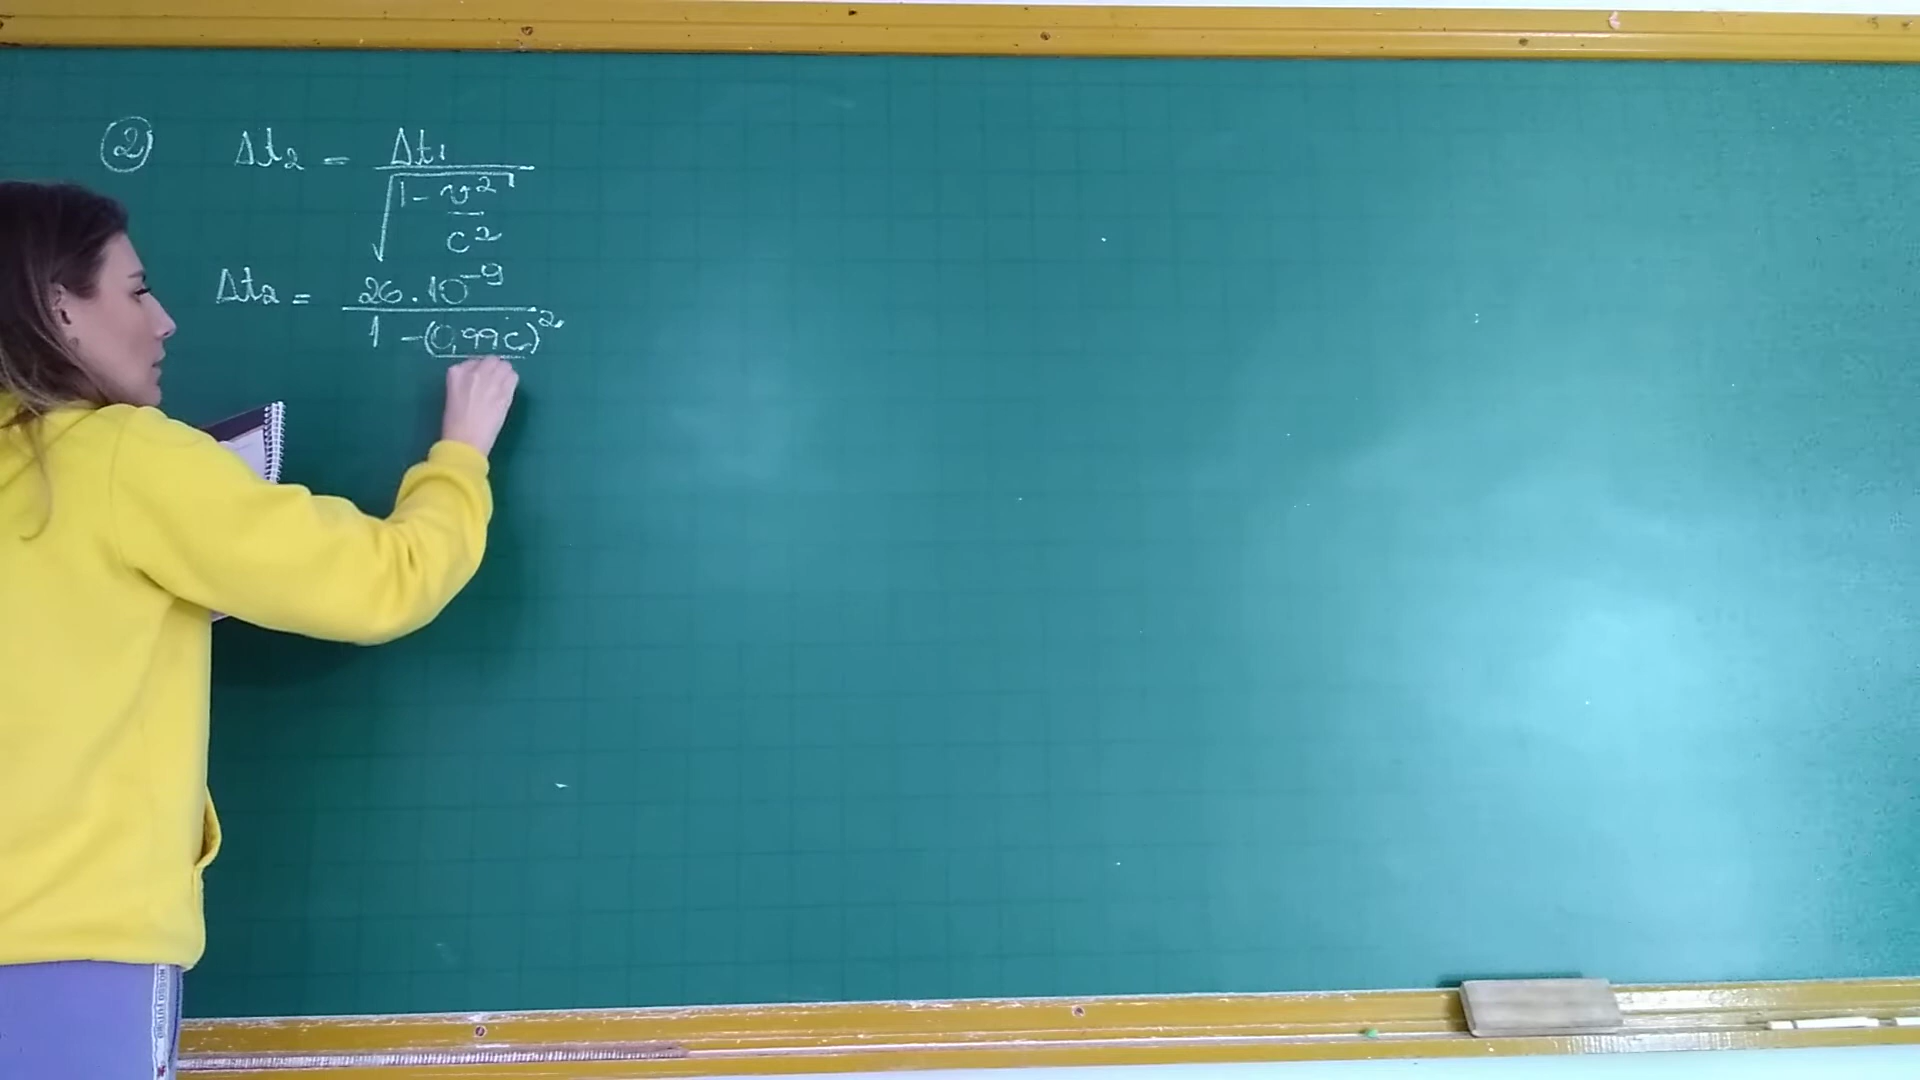 ② Δt₂ = Δt₁
√1 - v²
c²
Δt₂ = 26 . 10⁻⁹
1 - (0,99c)²